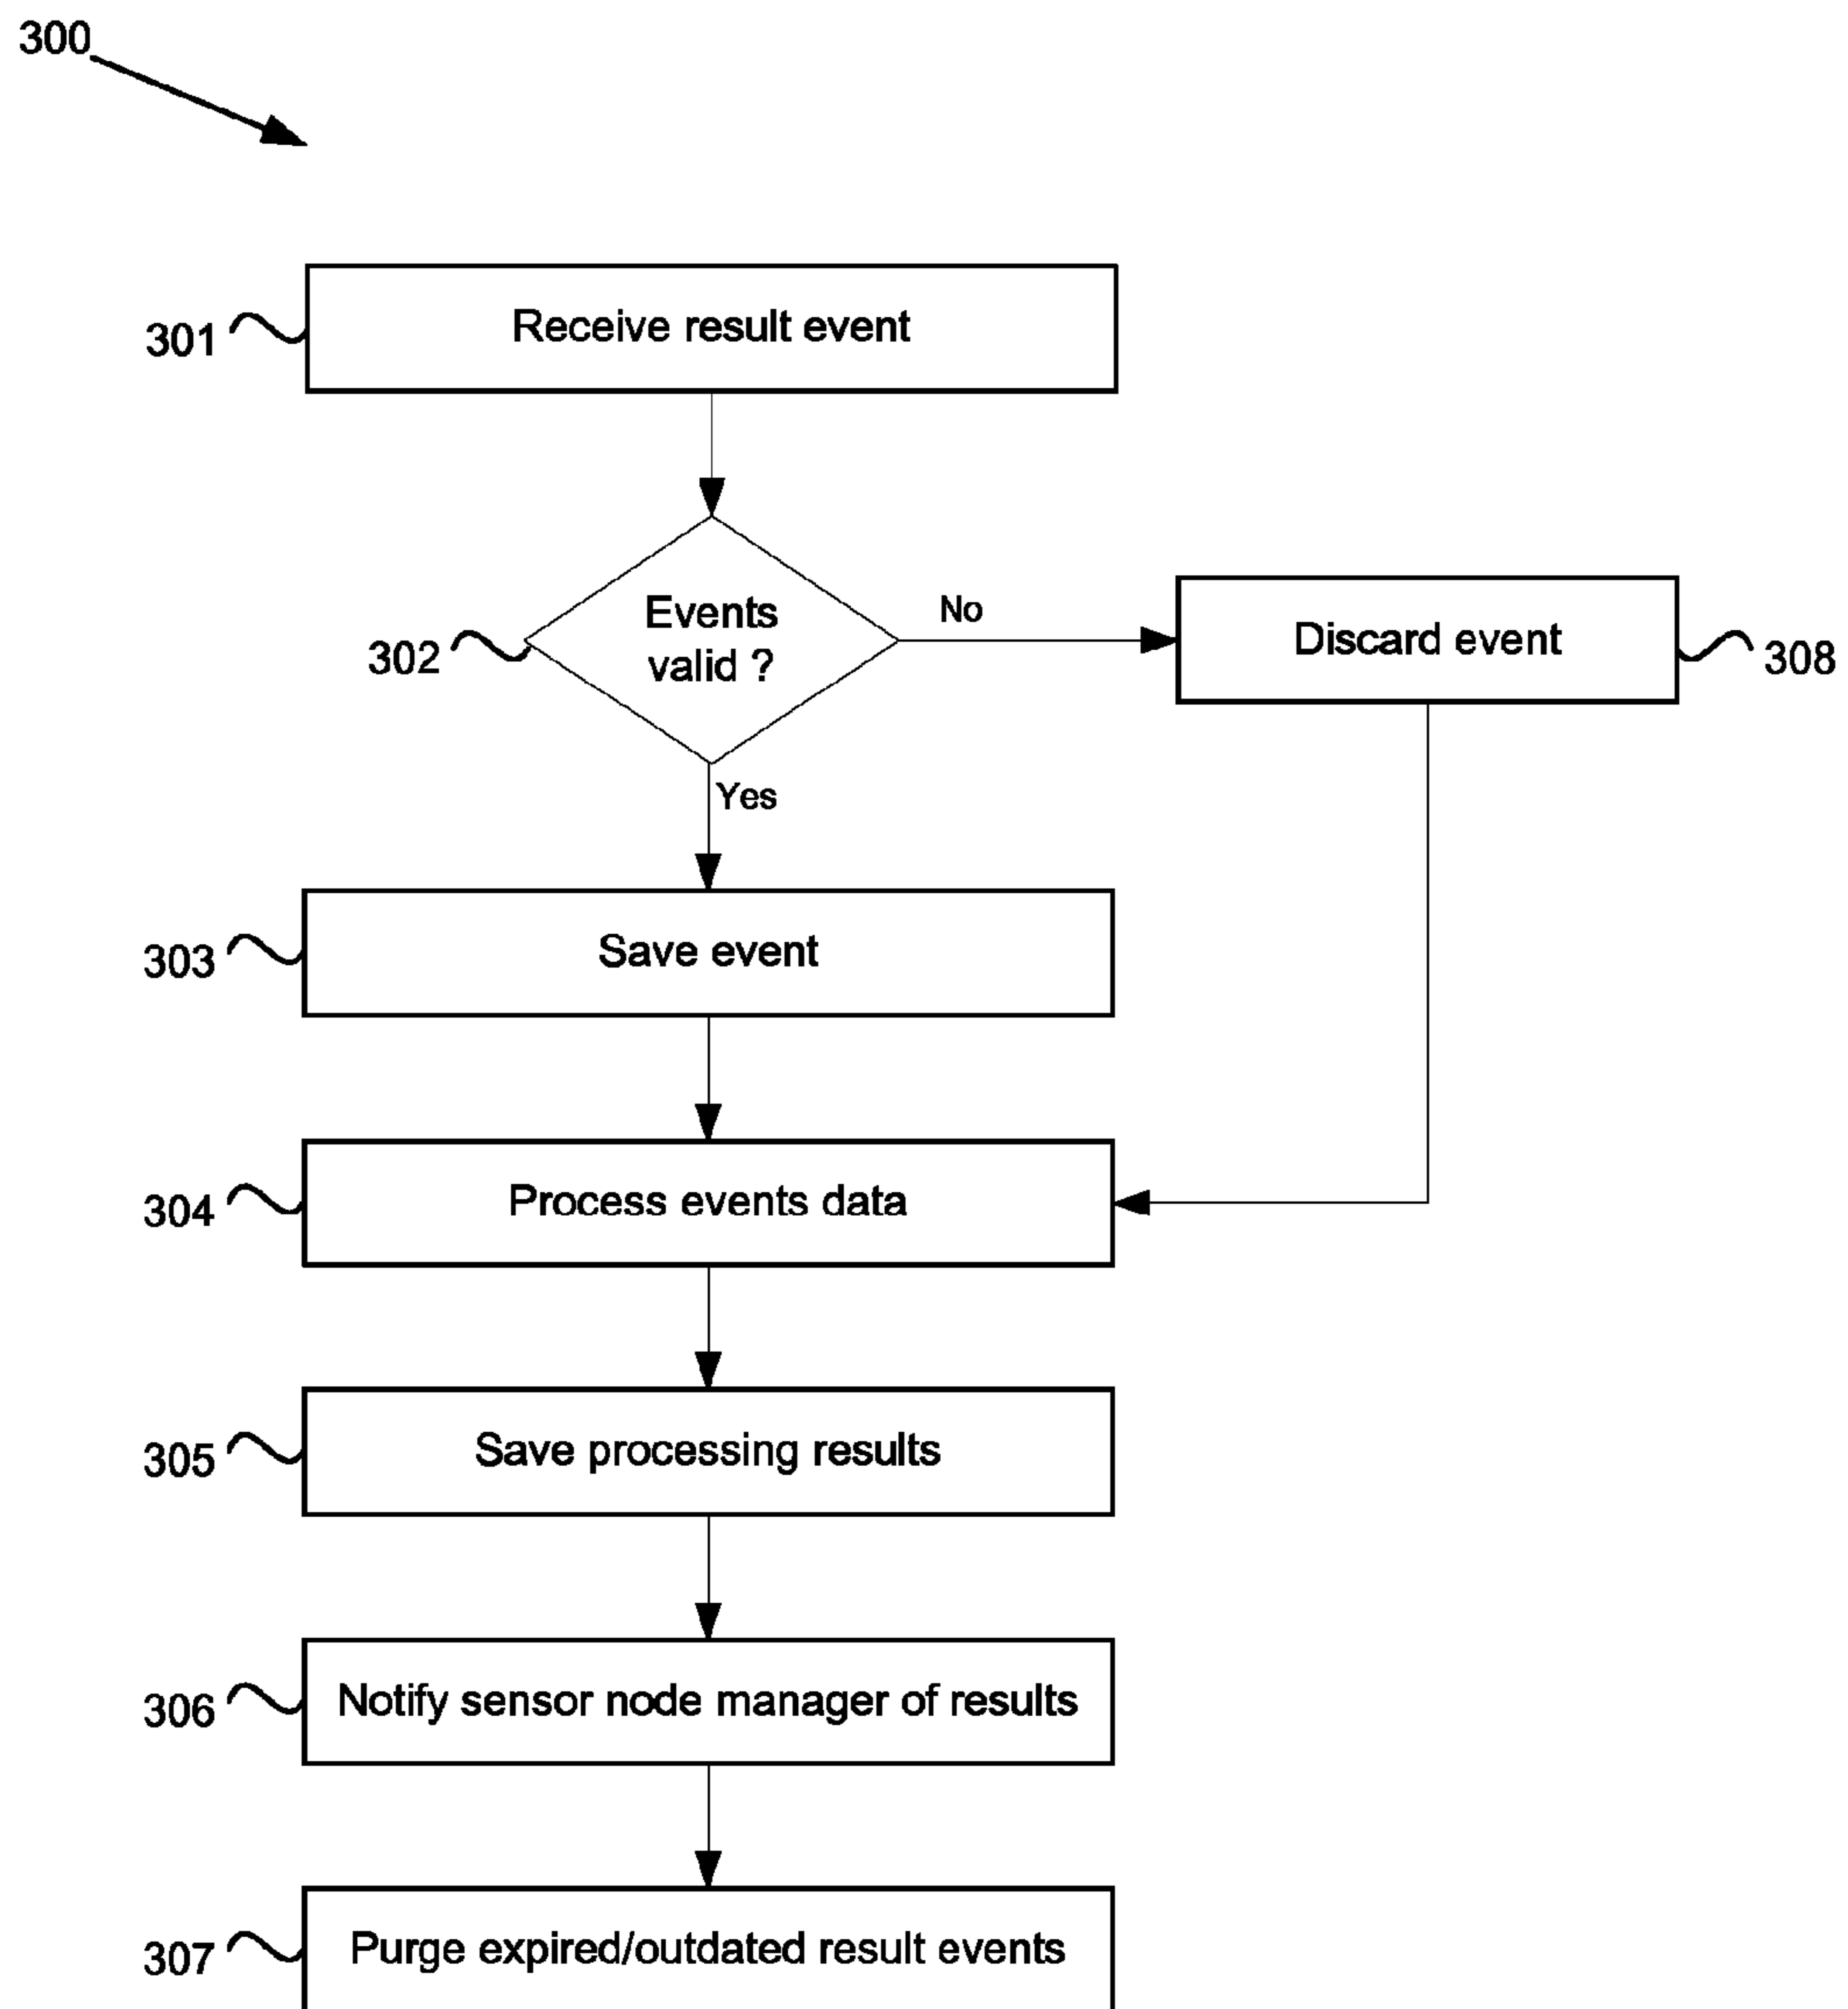 300
301
Receive result event
302
Events
valid ?
No
Discard event
308
Yes
303
Save event
304
Process events data
305
Save processing results
306
Notify sensor node manager of results
307
Purge expired/outdated result events